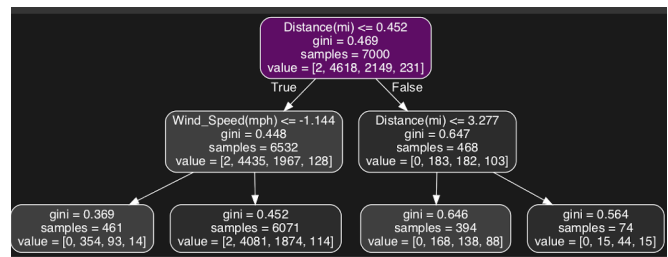 Distance(mi) <= 0.452
gini = 0.469
samples = 7000
value = [2, 4618, 2149, 231]
True
False
Wind_Speed(mph) <= -1.144
gini = 0.448
samples = 6532
value = [2, 4435, 1967, 128]
Distance(mi) <= 3.277
gini = 0.647
samples = 468
value = [0, 183, 182, 103]
gini = 0.369
samples = 461
value = [0, 354, 93, 14]
gini = 0.452
samples = 6071
value = [2, 4081, 1874, 114]
gini = 0.646
samples = 394
value = [0, 168, 138, 88]
gini = 0.564
samples = 74
value = [0, 15, 44, 15]